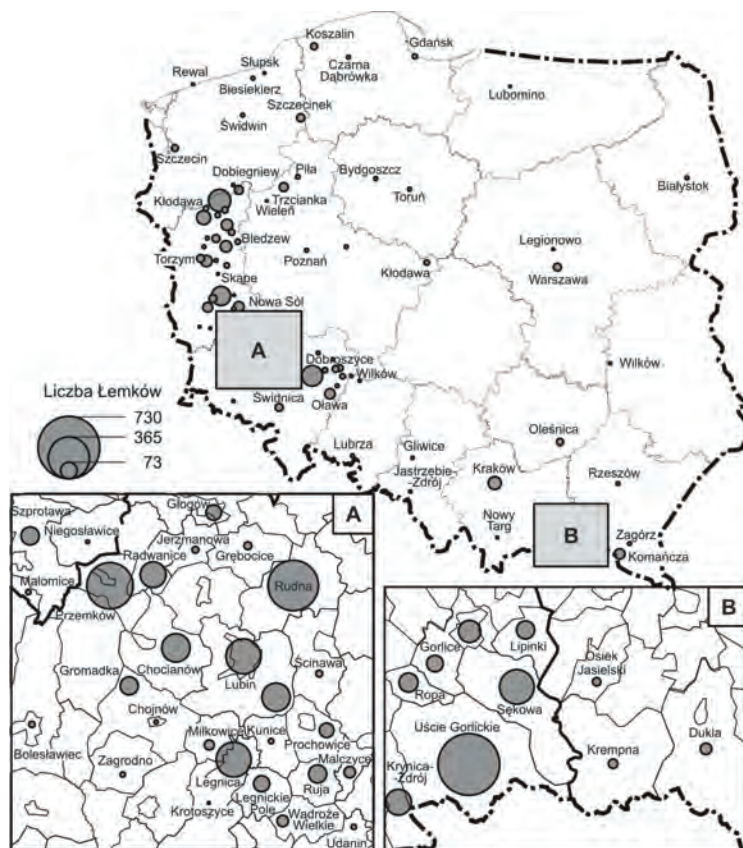 Koszalin
Gdańsk
Słupsk
Czarna
Dąbrówka
Rewal
Biesiekierz
Lubomino
Szczecinek
Świdwin
Szczecin
Dobiegniew
Piła
Bydgoszcz
Trzcianka
Toruń
Białystok
Kłodawa
Wieleń
Bledzew
Legionowo
Poznań
Torzym
Kłodawa
Warszawa
Skąpe
Nowa Sól
A
Dobroszyce
Wilków
Wilków
Liczba Łemków
Świdnica
Oława
730
365
73
Oleśnica
Lubrza
Gliwice
Kraków
Rzeszów
Jastrzębie-
Zdrój
Nowy
Targ
B
Zagórz
Komańcza
Głogów
A
Szprotawa
Niegosławice
Jerzmanowa
Radwanice
Grębocice
Małomice
Przemków
Rudna
Chocianów
Lubin
Ścinawa
Gromadka
Chojnów
Miłkowice
Kunice
Prochowice
Bolesławiec
Zagrodno
Malczyce
Legnica
Legnickie
Pole
Ruja
Krotoszyce
Wądroże
Wielkie
Udanin
B
Gorlice
Lipinki
Osiek
Jasielski
Ropa
Sękowa
Uście Gorlickie
Dukla
Krempna
Krynica-
Zdrój